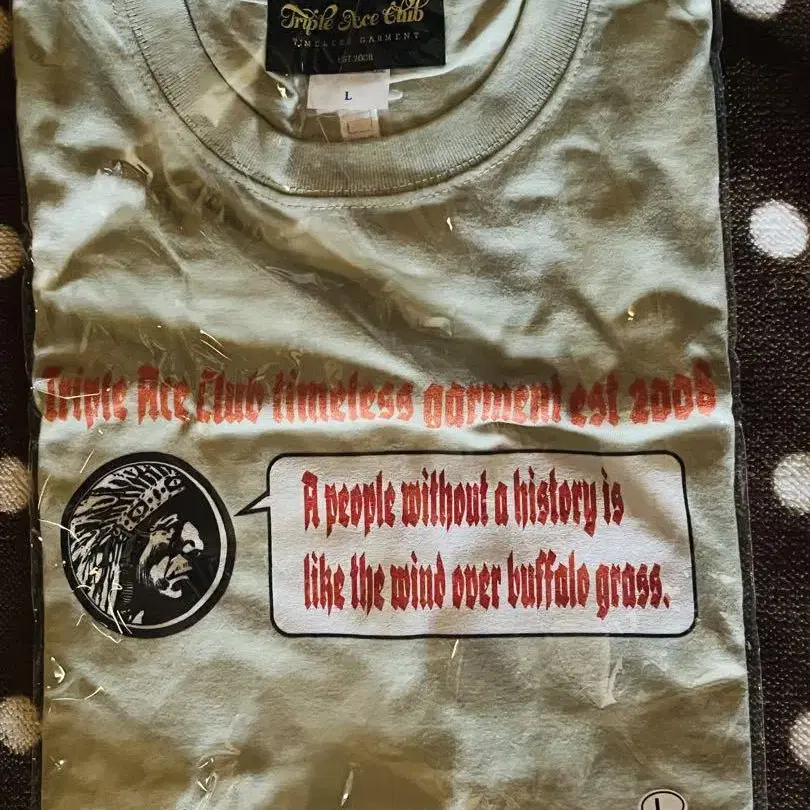 Triple Ace Club
TIMELESS GARMENT
EST.2008
L
Triple Ace Club timeless garment est 2008
A people without a history is
like the wind over buffalo grass.
L